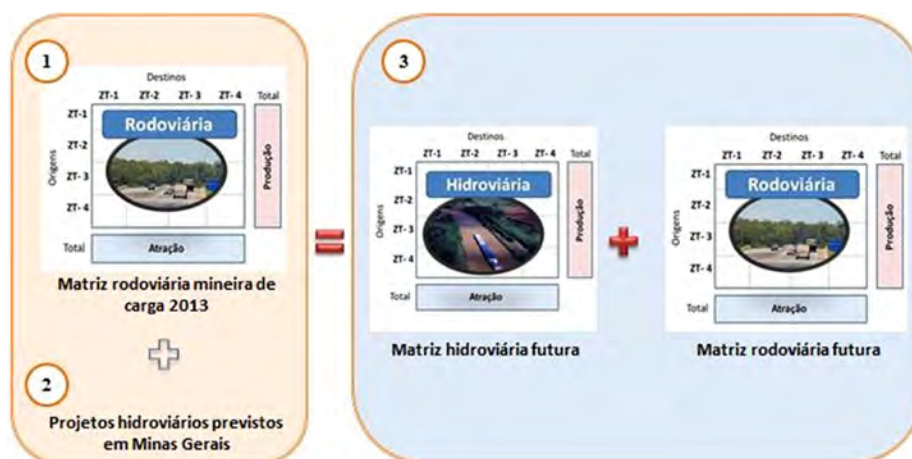 1
Destinos
ZT-1 ZT-2 ZT- 3 ZT- 4 Total
Origens
ZT-1
ZT-2
ZT- 3
ZT- 4
Rodoviária
Produção
Total Atração
Matriz rodoviária mineira de
carga 2013
2
Projetos hidroviários previstos
em Minas Gerais
=
3
Destinos
ZT-1 ZT-2 ZT- 3 ZT- 4 Total
Origens
ZT-1
ZT-2
ZT- 3
ZT- 4
Hidroviária
Produção
Total Atração
Matriz hidroviária futura
+
Destinos
ZT-1 ZT-2 ZT- 3 ZT- 4 Total
Origens
ZT-1
ZT-2
ZT- 3
ZT- 4
Rodoviária
Produção
Total Atração
Matriz rodoviária futura